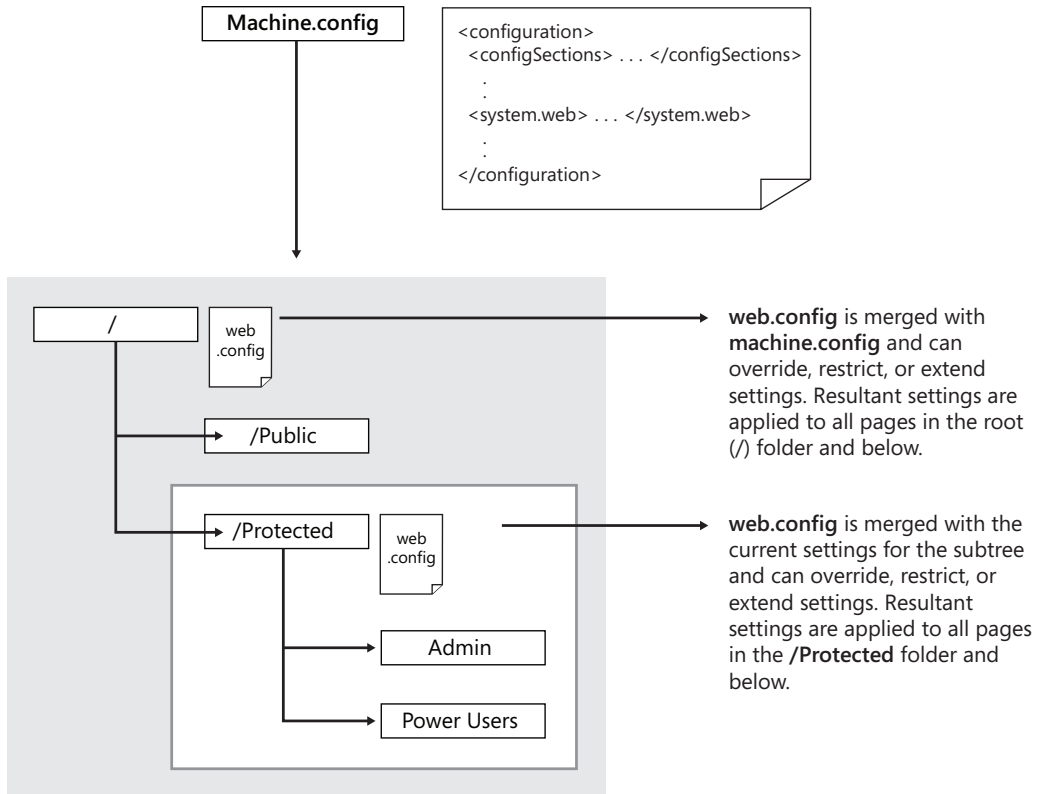 Machine.config
<configuration>
<configSections> . . . </configSections>
.
.
<system.web> . . . </system.web>
.
.
</configuration>
/
web
.config
web.config is merged with
machine.config and can
override, restrict, or extend
settings. Resultant settings are
applied to all pages in the root
(/) folder and below.
/Public
/Protected
web
.config
web.config is merged with the
current settings for the subtree
and can override, restrict, or
extend settings. Resultant
settings are applied to all pages
in the /Protected folder and
below.
Admin
Power Users